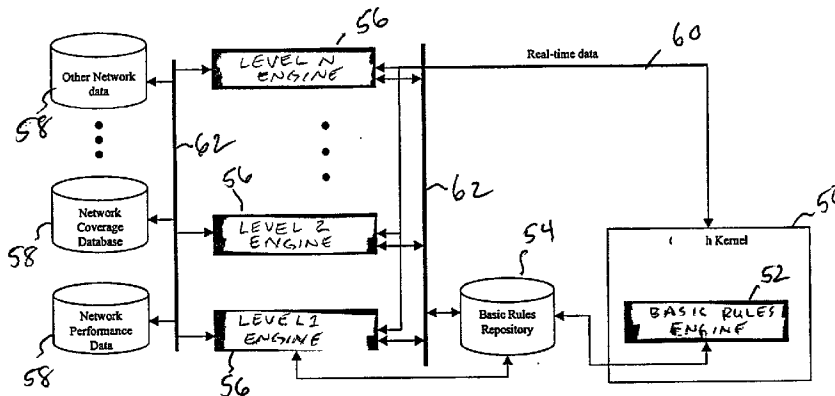 56
60
Real-time data
LEVEL N
ENGINE
Other Network
data
58
62
56
62
50
54
Network
Coverage
Database
58
LEVEL 2
ENGINE
h Kernel
52
Basic Rules
Repository
BASIC RULES
ENGINE
Network
Performance
Data
58
LEVEL 1
ENGINE
56